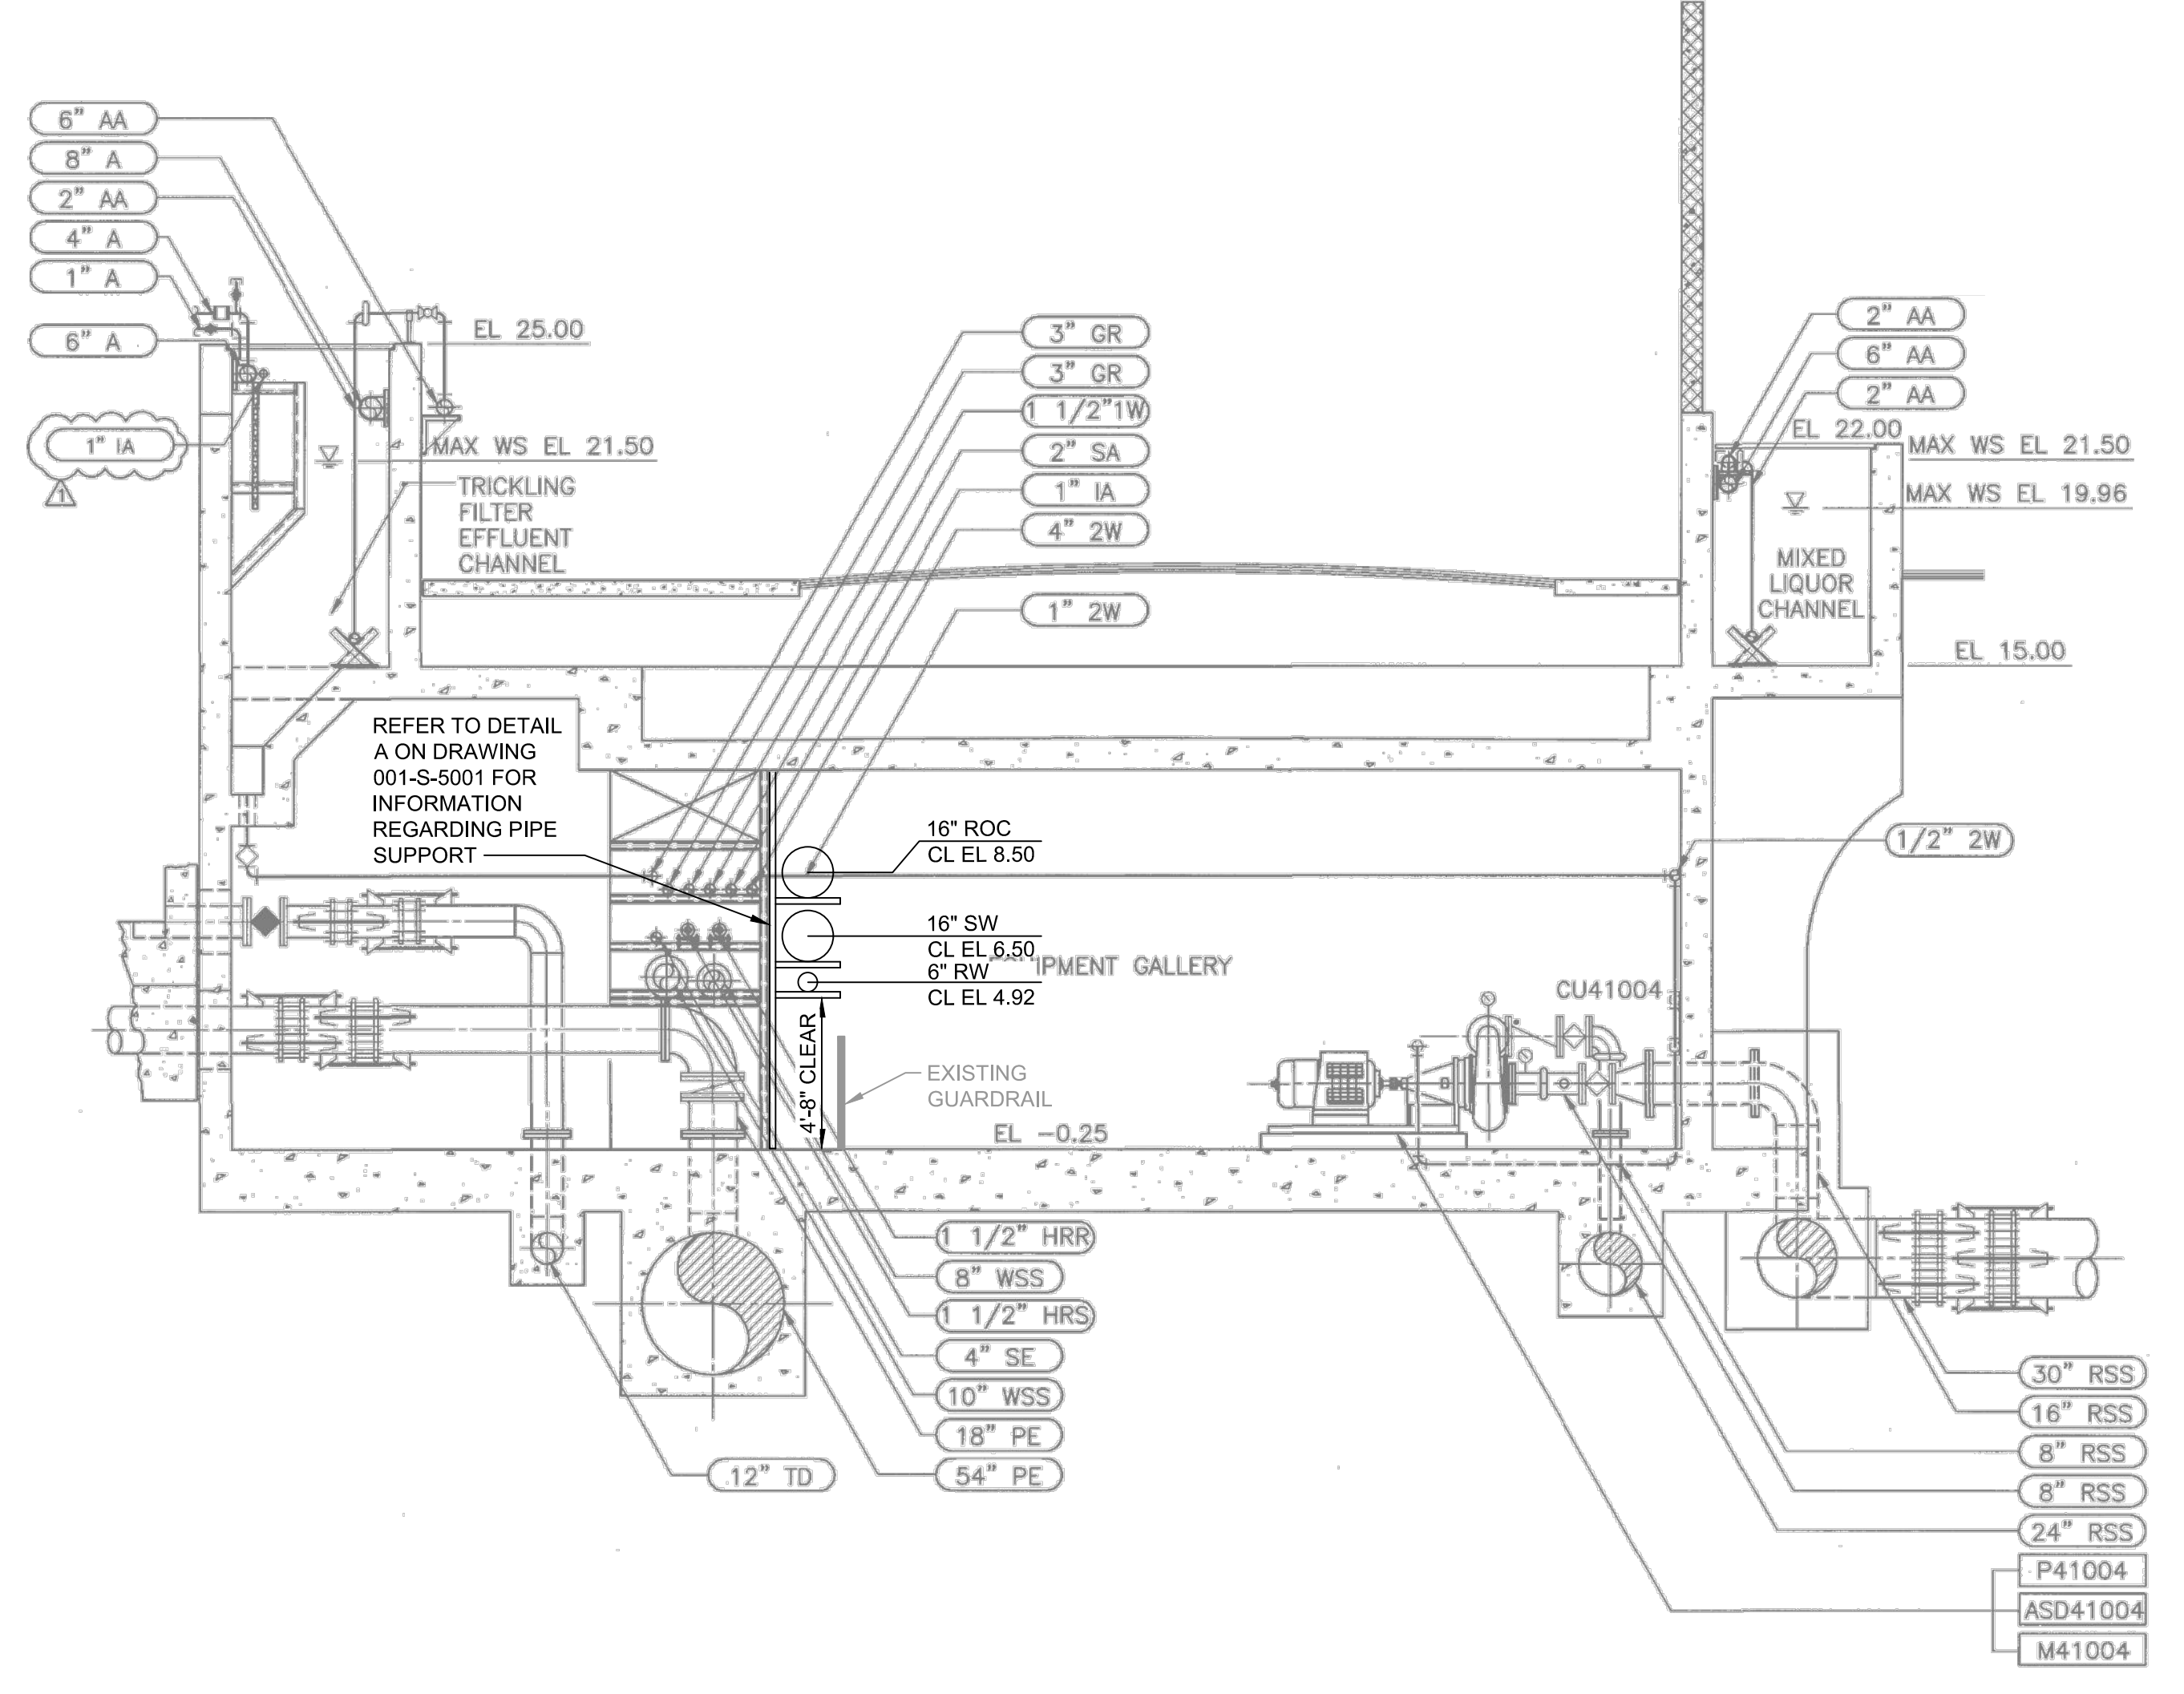 6" AA
8" A
2" AA
4" A
1" A
6" A
1" IA
1
EL 25.00
MAX WS EL 21.50
TRICKLING
FILTER
EFFLUENT
CHANNEL
3" GR
3" GR
1 1/2"1W
2" SA
1" IA
4" 2W
1" 2W
2" AA
6" AA
2" AA
EL 22.00
MAX WS EL 21.50
MAX WS EL 19.96
MIXED
LIQUOR
CHANNEL
EL 15.00
REFER TO DETAIL
A ON DRAWING
001-S-5001 FOR
INFORMATION
REGARDING PIPE
SUPPORT
16" ROC
CL EL 8.50
16" SW
CL EL 6.50
6" RW
CL EL 4.92
GALLERY
1/2" 2W
CU41004
4'-8" CLEAR
EXISTING
GUARDRAIL
EL -0.25
1 1/2" HRR
8" WSS
1 1/2" HRS
4" SE
10" WSS
18" PE
54" PE
12" TD
30" RSS
16" RSS
8" RSS
8" RSS
24" RSS
P41004
ASD41004
M41004